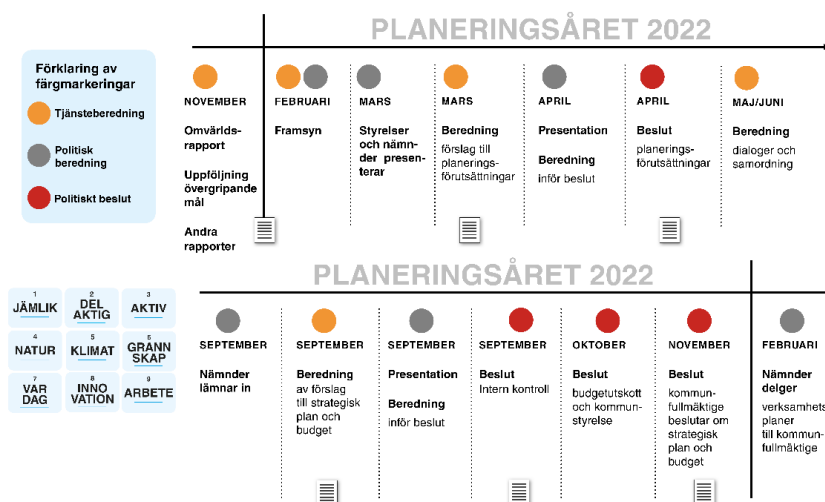 PLANERINGSÅRET 2022
Förklaring av
färgmarkeringar
Tjänsteberedning
Politisk
beredning
Politiskt beslut
NOVEMBER
Omvärlds-
rapport
Uppföljning
övergripande
mål
Andra
rapporter
FEBRUARI
Framsyn
MARS
Styrelser
och nämn-
der presen-
terar
MARS
Beredning
förslag till
planerings-
förutsättningar
APRIL
Presentation
Beredning
inför beslut
APRIL
Beslut
planerings-
förutsättningar
MAJ/JUNI
Beredning
dialoger och
samordning
PLANERINGSÅRET 2022
1
JÄMLIK
2
DEL
AKTIG
3
AKTIV
4
NATUR
5
KLIMAT
6
GRANN
SKAP
7
VAR
DAG
8
INNO
VATION
9
ARBETE
SEPTEMBER
Nämnder
lämnar in
SEPTEMBER
Beredning
av förslag
till strategisk
plan och
budget
SEPTEMBER
Presentation
Beredning
inför beslut
SEPTEMBER
Beslut
Intern kontroll
OKTOBER
Beslut
budgetutskott
och kommun-
styrelse
NOVEMBER
Beslut
kommun-
fullmäktige
beslutar om
strategisk
plan och
budget
FEBRUARI
Nämnder
delger
verksamhets
planer
till kommun-
fullmäktige